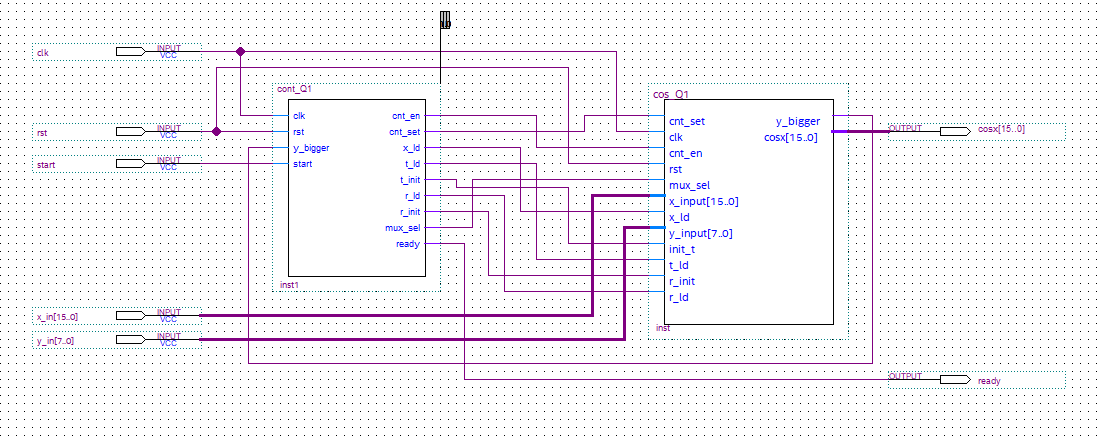 clk
INPUT
VCC
rst
INPUT
VCC
start
INPUT
VCC
cont_Q1
clk
rst
y_bigger
start
cnt_en
cnt_set
x_ld
t_ld
t_init
r_ld
r_init
mux_sel
ready
inst1
cos_Q1
cnt_set
clk
cnt_en
rst
mux_sel
x_input[15..0]
x_ld
y_input[7..0]
init_t
t_ld
r_init
r_ld
y_bigger
cosx[15..0]
inst
OUTPUT
cosx[15..0]
x_in[15..0]
INPUT
VCC
y_in[7..0]
INPUT
VCC
OUTPUT
ready